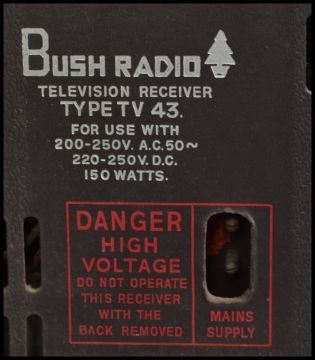 BUSH RADIO
TELEVISION RECEIVER
TYPE TV 43.
FOR USE WITH
200-250V. A.C. 50~
220-250V. D.C.
150 WATTS.
DANGER
HIGH
VOLTAGE
DO NOT OPERATE
THIS RECEIVER
WITH THE
BACK REMOVED
MAINS
SUPPLY